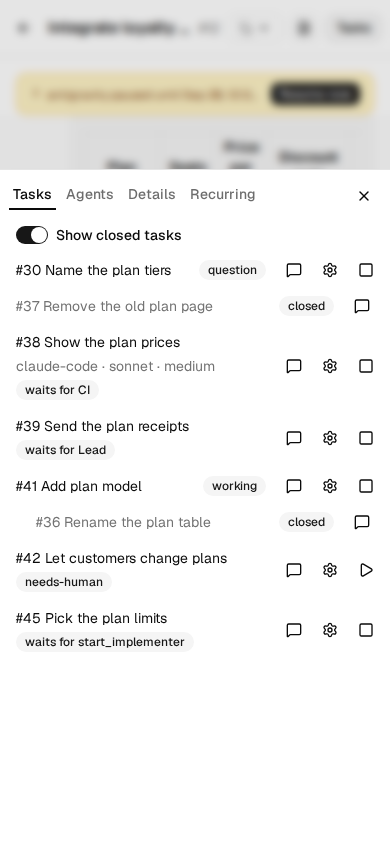 Tasks
Tasks Agents Details Recurring
Show closed tasks
#30 Name the plan tiers question
#37 Remove the old plan page closed
#38 Show the plan prices
claude-code · sonnet · medium
waits for CI
#39 Send the plan receipts
waits for Lead
#41 Add plan model working
#36 Rename the plan table closed
#42 Let customers change plans
needs-human
#45 Pick the plan limits
waits for start_implementer